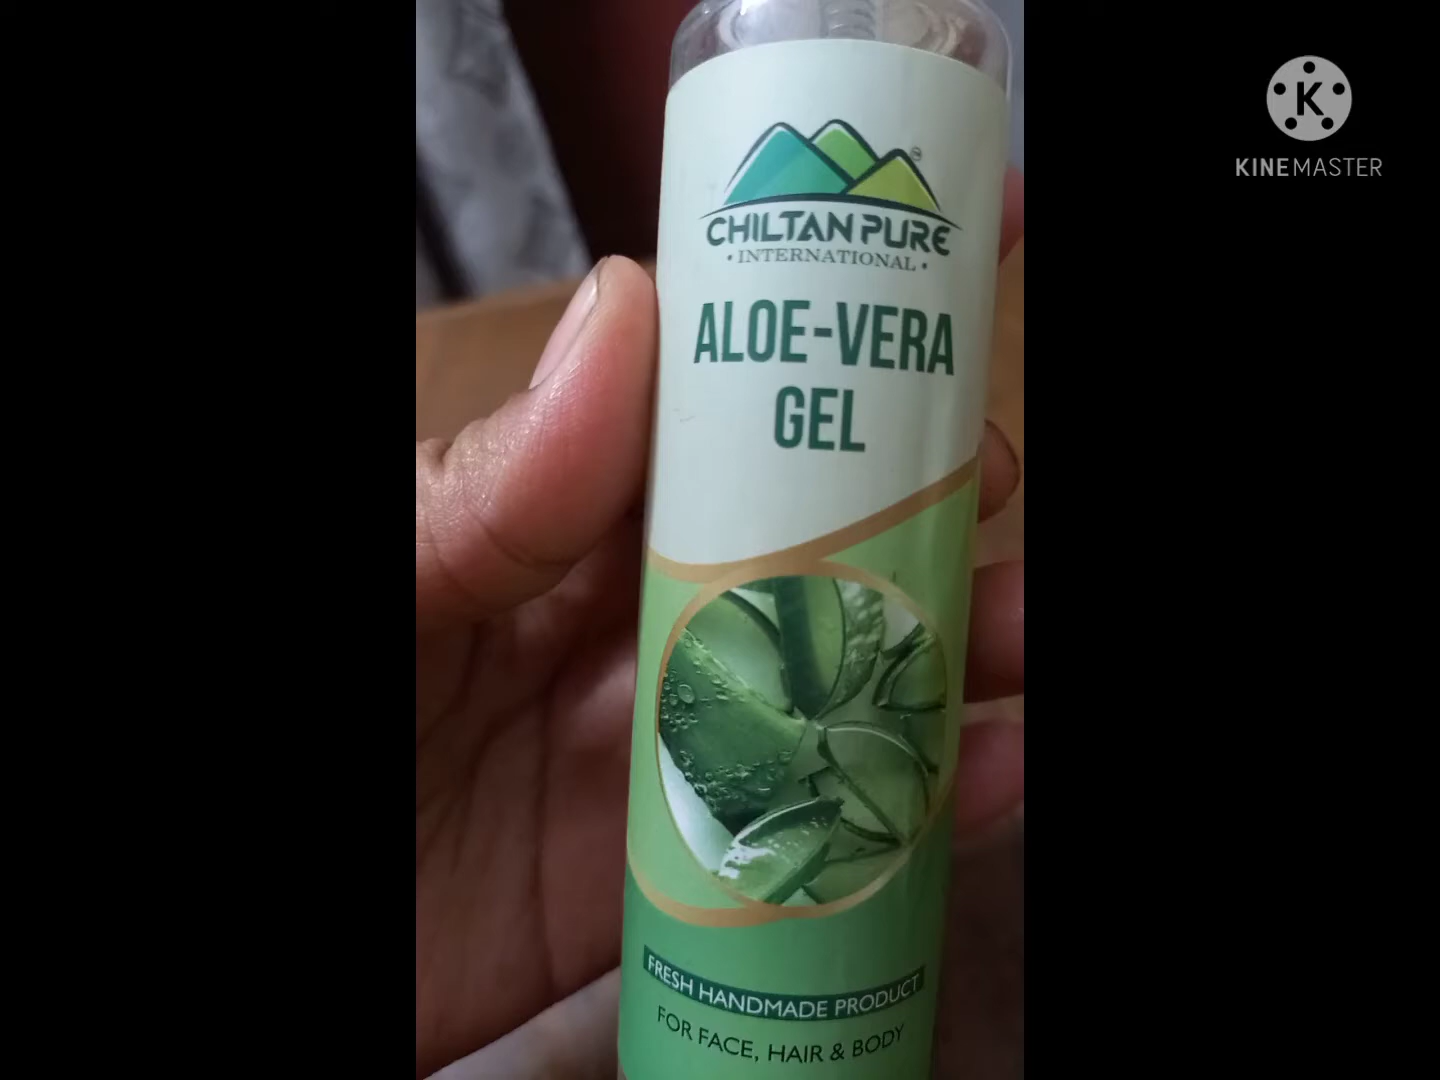 KINEMASTER
CHILTAN PURE
• INTERNATIONAL •
ALOE-VERA
GEL
FRESH HANDMADE PRODUCT
FOR FACE, HAIR & BODY